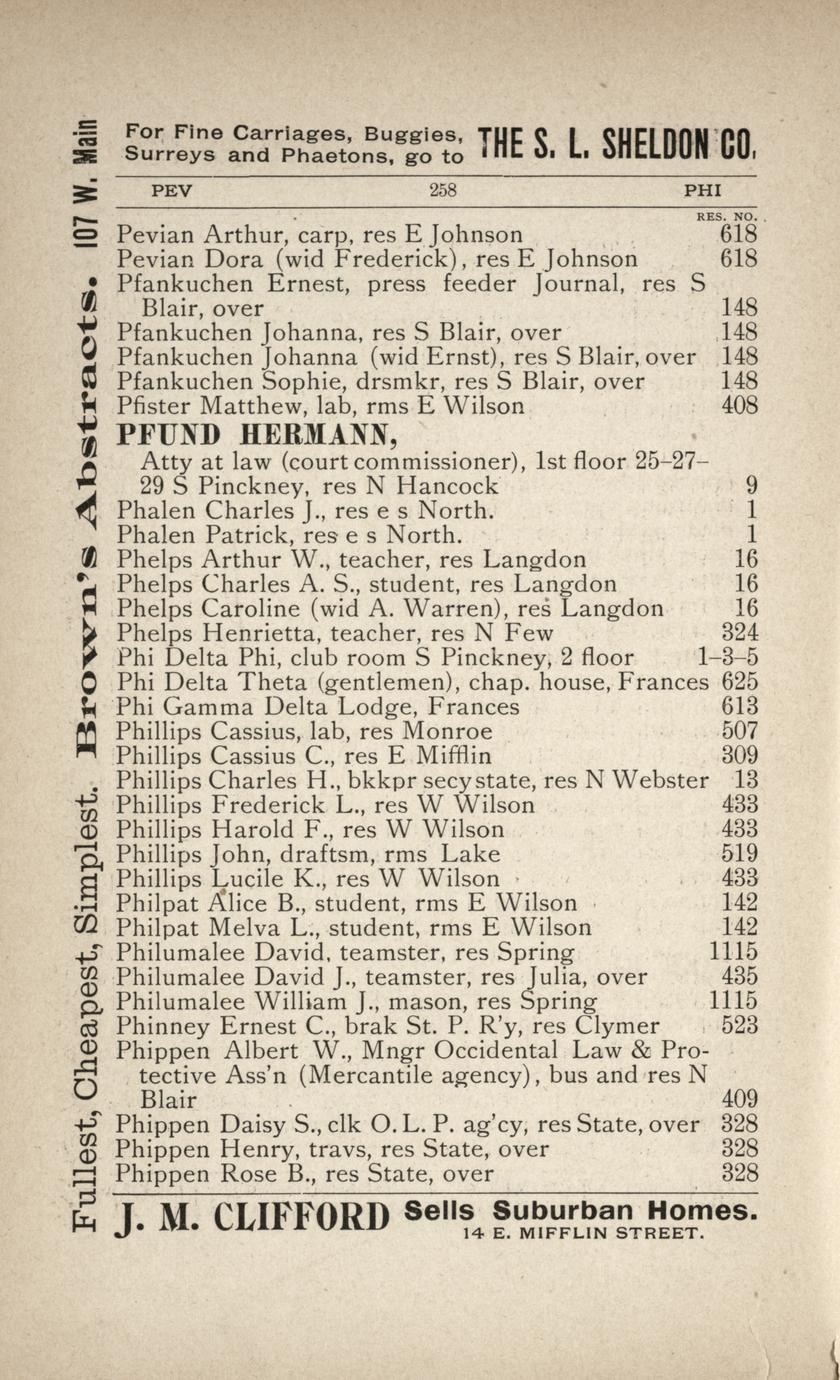 For Fine Carriages, Buggies,
Surreys and Phaetons, go to THE S. L. SHELDON CO.
PEV 258 PHI
RES. NO.
Pevian Arthur, carp, res E Johnson 618
Pevian Dora (wid Frederick), res E Johnson 618
Pfankuchen Ernest, press feeder Journal, res S
Blair, over 148
Pfankuchen Johanna, res S Blair, over 148
Pfankuchen Johanna (wid Ernst), res S Blair, over 148
Pfankuchen Sophie, drsmkr, res S Blair, over 148
Pfister Matthew, lab, rms E Wilson 408
PFUND HERMANN,
Atty at law (court commissioner), 1st floor 25–27–
29 S Pinckney, res N Hancock 9
Phalen Charles J., res e s North. 1
Phalen Patrick, res e s North. 1
Phelps Arthur W., teacher, res Langdon 16
Phelps Charles A. S., student, res Langdon 16
Phelps Caroline (wid A. Warren), res Langdon 16
Phelps Henrietta, teacher, res N Few 324
Phi Delta Phi, club room S Pinckney, 2 floor 1–3–5
Phi Delta Theta (gentlemen), chap. house, Frances 625
Phi Gamma Delta Lodge, Frances 613
Phillips Cassius, lab, res Monroe 507
Phillips Cassius C., res E Mifflin 309
Phillips Charles H., bkkpr secy state, res N Webster 13
Phillips Frederick L., res W Wilson 433
Phillips Harold F., res W Wilson 433
Phillips John, draftsm, rms Lake 519
Phillips Lucile K., res W Wilson 433
Philpat Alice B., student, rms E Wilson 142
Philpat Melva L., student, rms E Wilson 142
Philumalee David, teamster, res Spring 1115
Philumalee David J., teamster, res Julia, over 435
Philumalee William J., mason, res Spring 1115
Phinney Ernest C., brak St. P. R'y, res Clymer 523
Phippen Albert W., Mngr Occidental Law & Pro-
tective Ass'n (Mercantile agency), bus and res N
Blair 409
Phippen Daisy S., clk O. L. P. ag'cy, res State, over 328
Phippen Henry, travs, res State, over 328
Phippen Rose B., res State, over 328
J. M. CLIFFORD Sells Suburban Homes.
14 E. MIFFLIN STREET.
Fullest, Cheapest, Simplest. Brown's Abstracts. 107 W. Main